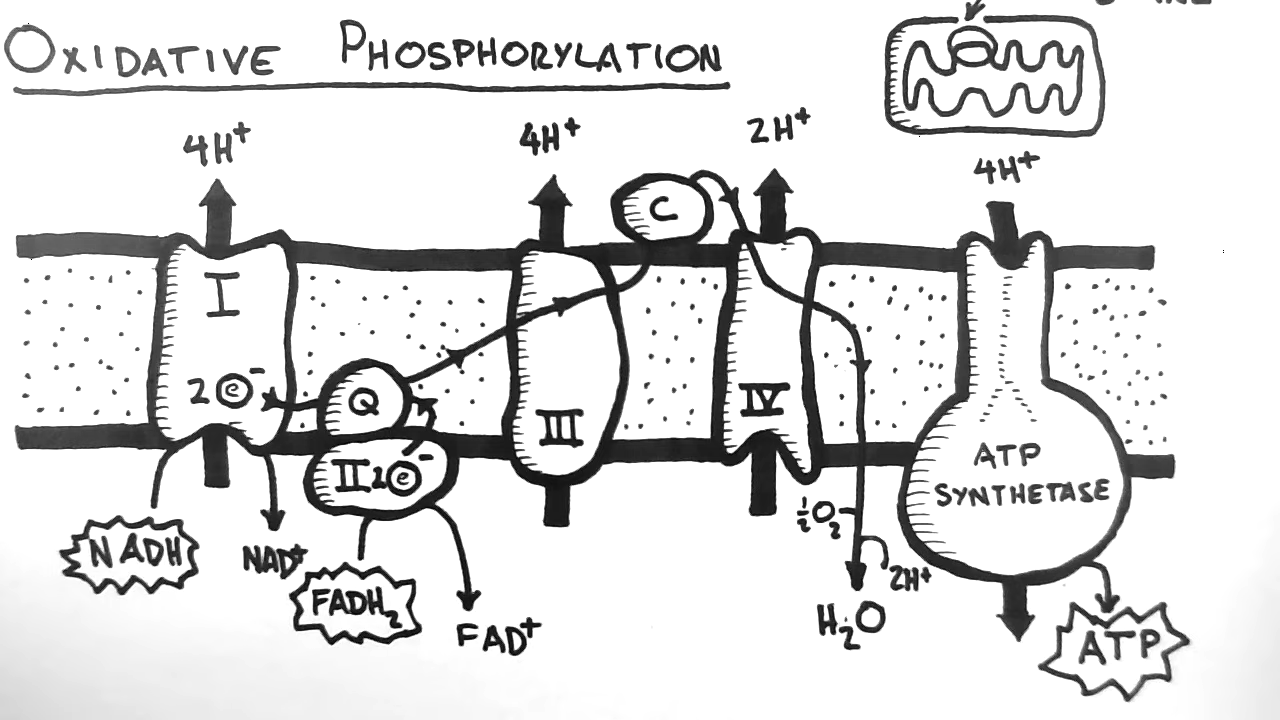 OXIDATIVE PHOSPHORYLATION
4H+
4H+
2H+
4H+
C
I
2 e-
Q
III
IV
II 2e-
ATP
SYNTHETASE
NADH
NAD+
FADH2
FAD+
½O2
2H+
H2O
ATP